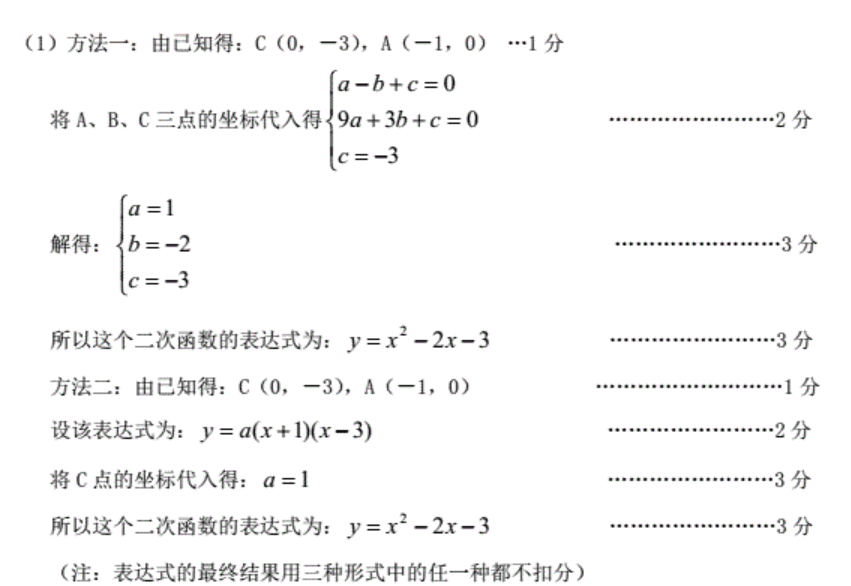 （1）方法一：由已知得：C（0，－3），A（－1，0） …1 分
a－b＋c＝0
将 A、B、C 三点的坐标代入得 9a＋3b＋c＝0 ……………………2 分
c＝－3
a＝1
解得： b＝－2 ……………………3 分
c＝－3
所以这个二次函数的表达式为：y＝x²－2x－3 ……………………3 分
方法二：由已知得：C（0，－3），A（－1，0） ………………………1 分
设该表达式为：y＝a(x＋1)(x－3) ……………………2 分
将 C 点的坐标代入得：a＝1 ……………………3 分
所以这个二次函数的表达式为：y＝x²－2x－3 ……………………3 分
（注：表达式的最终结果用三种形式中的任一种都不扣分）